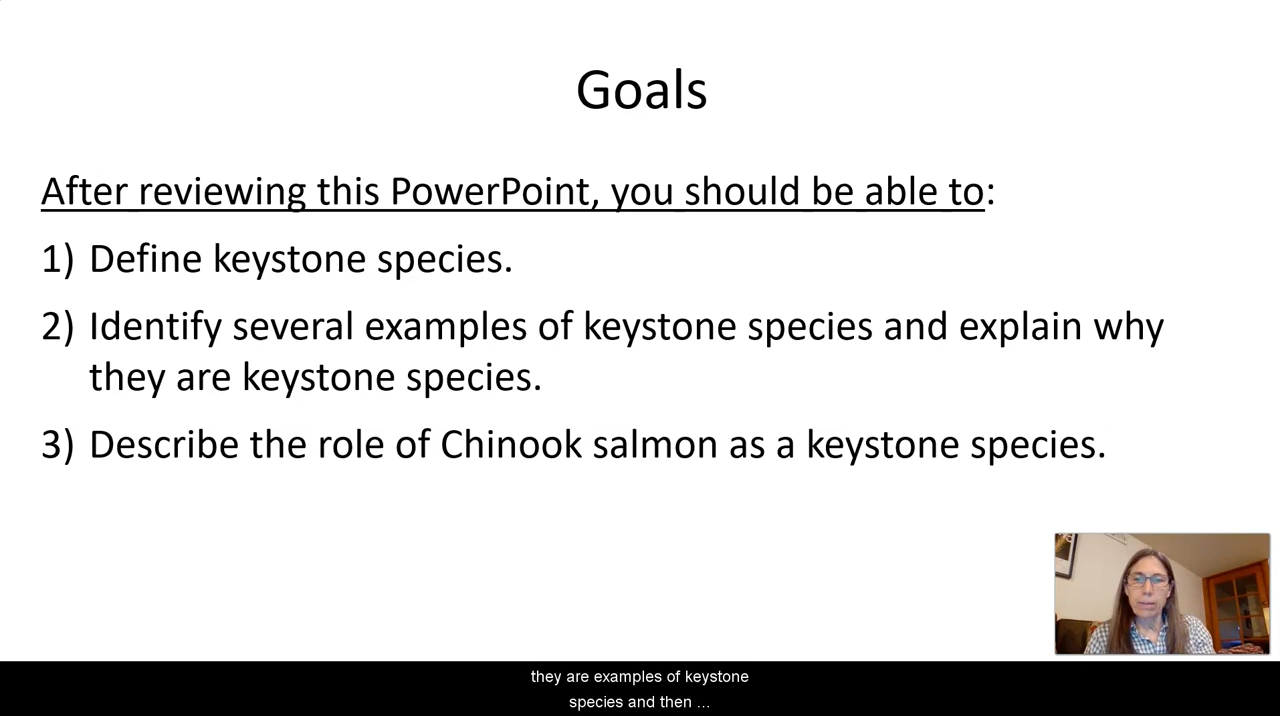 Goals
After reviewing this PowerPoint, you should be able to:
1) Define keystone species.
2) Identify several examples of keystone species and explain why
they are keystone species.
3) Describe the role of Chinook salmon as a keystone species.
they are examples of keystone
species and then ...